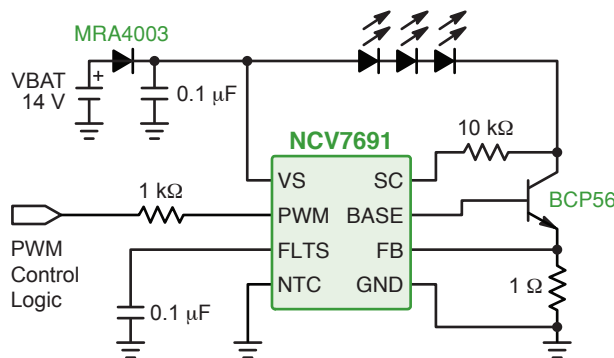 MRA4003
VBAT
14 V
+
0.1 µF
NCV7691
10 kΩ
VS
SC
1 kΩ
PWM
BASE
BCP56
PWM
Control
Logic
FLTS
FB
NTC
GND
1 Ω
0.1 µF